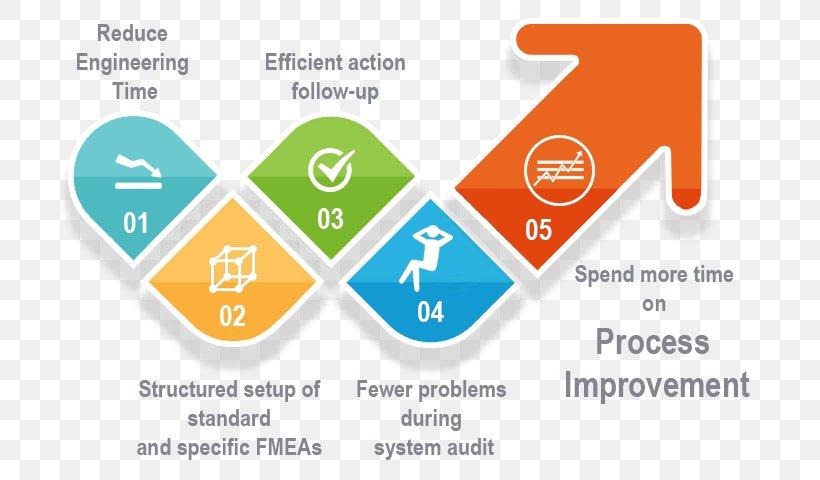 Reduce
Engineering
Time
01
Structured setup of
standard
and specific FMEAs
02
Efficient action
follow-up
03
Fewer problems
during
system audit
04
05
Spend more time
on
Process
Improvement